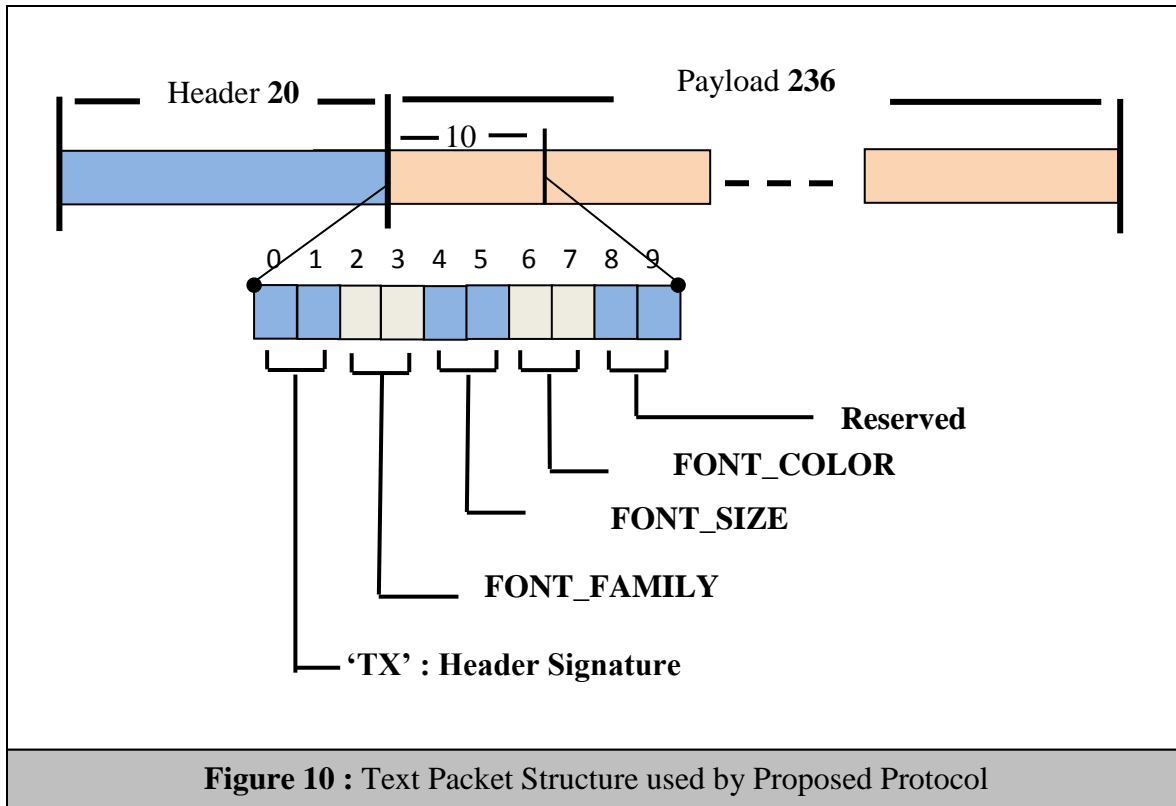 Header 20
Payload 236
10
0 1 2 3 4 5 6 7 8 9
Reserved
FONT_COLOR
FONT_SIZE
FONT_FAMILY
‘TX’ : Header Signature
Figure 10 : Text Packet Structure used by Proposed Protocol